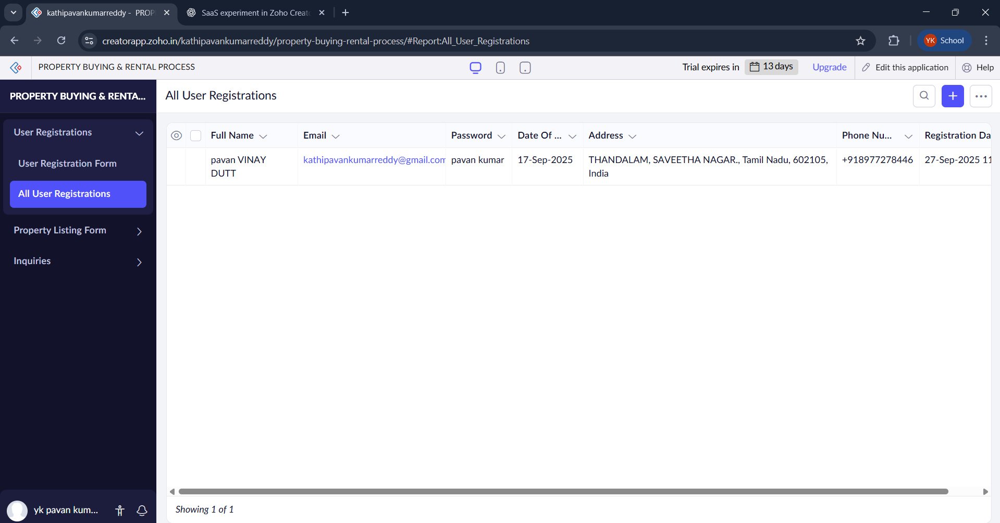 kathipavankumarreddy - PROP
SaaS experiment in Zoho Creato
creatorapp.zoho.in/kathipavankumarreddy/property-buying-rental-process/#Report:All_User_Registrations
YK School
PROPERTY BUYING & RENTAL PROCESS
Trial expires in 13 days Upgrade Edit this application Help
PROPERTY BUYING & RENTA...
User Registrations
User Registration Form
All User Registrations
Property Listing Form
Inquiries
yk pavan kum...
All User Registrations
Full Name Email Password Date Of ... Address Phone Nu... Registration Da
pavan VINAY kathipavankumarreddy@gmail.com pavan kumar 17-Sep-2025 THANDALAM, SAVEETHA NAGAR., Tamil Nadu, 602105, +918977278446 27-Sep-2025 11
DUTT India
Showing 1 of 1